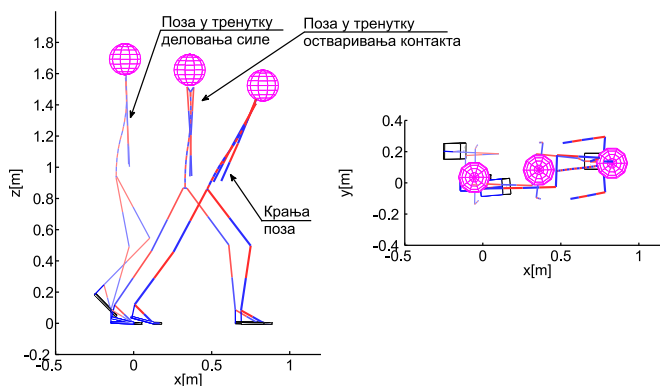 Поза у тренутку
деловања силе
Поза у тренутку
остваривања контакта
Крања
поза
z[m]
1.8
1.6
1.4
1.2
1
0.8
0.6
0.4
0.2
0
-0.2
-0.5
0
0.5
1
x[m]
y[m]
0.4
0.2
0
-0.2
-0.4
-0.5
0
0.5
1
x[m]